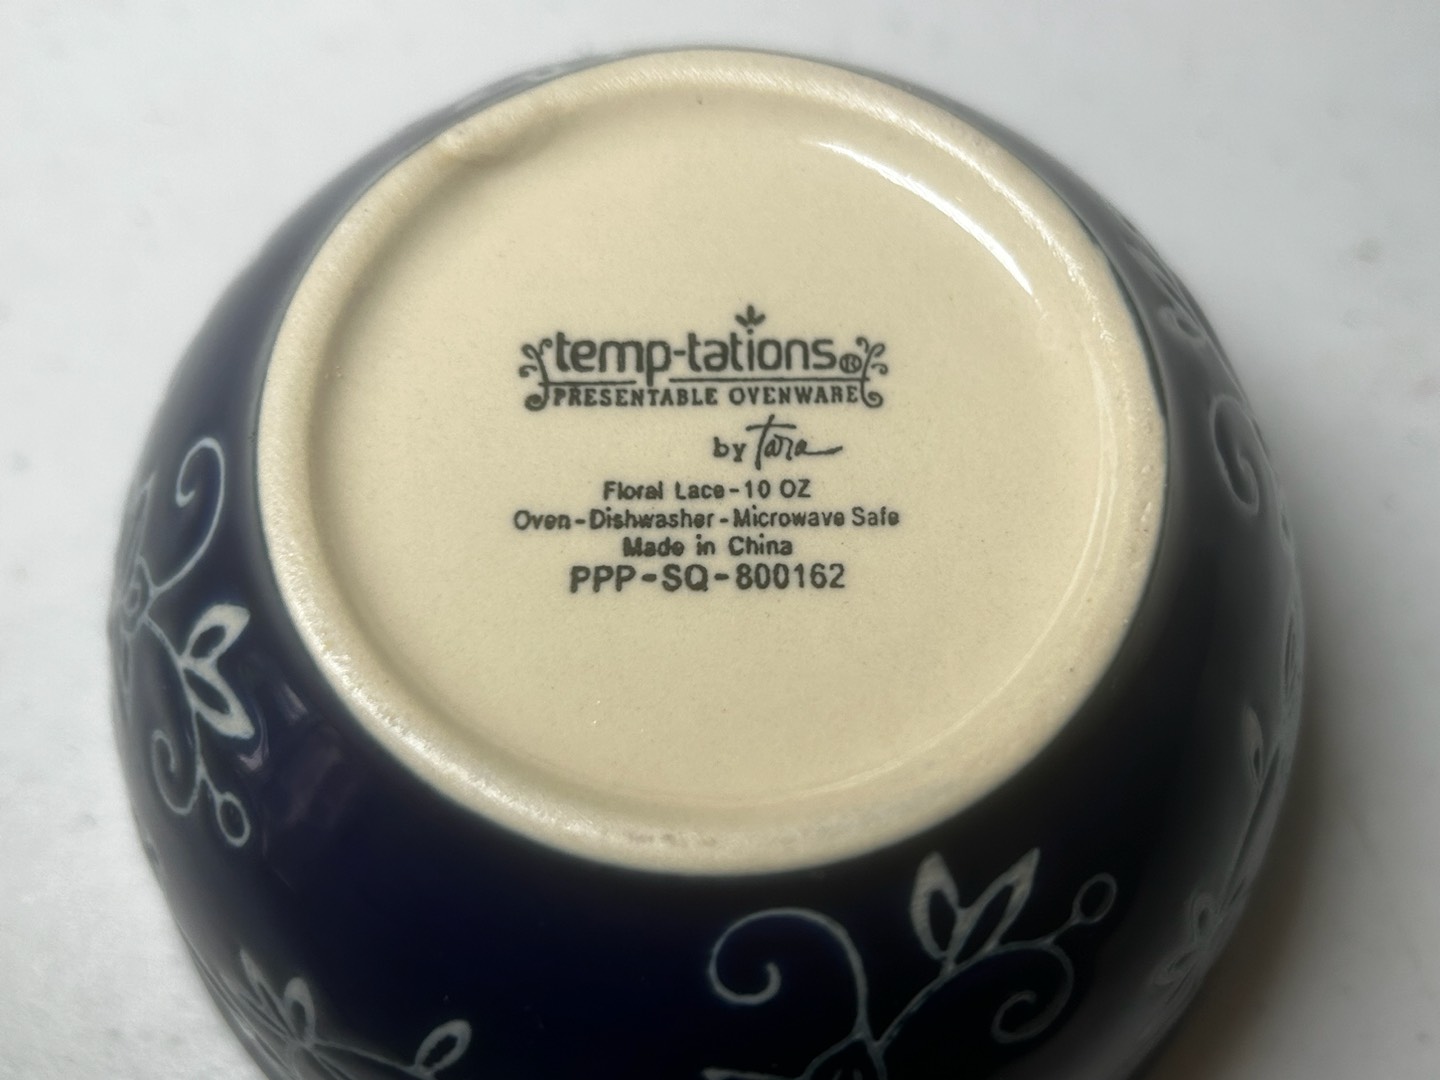 temp-tations®
PRESENTABLE OVENWARE
by Tara
Floral Lace-10 OZ
Oven-Dishwasher-Microwave Safe
Made in China
PPP-SQ-800162